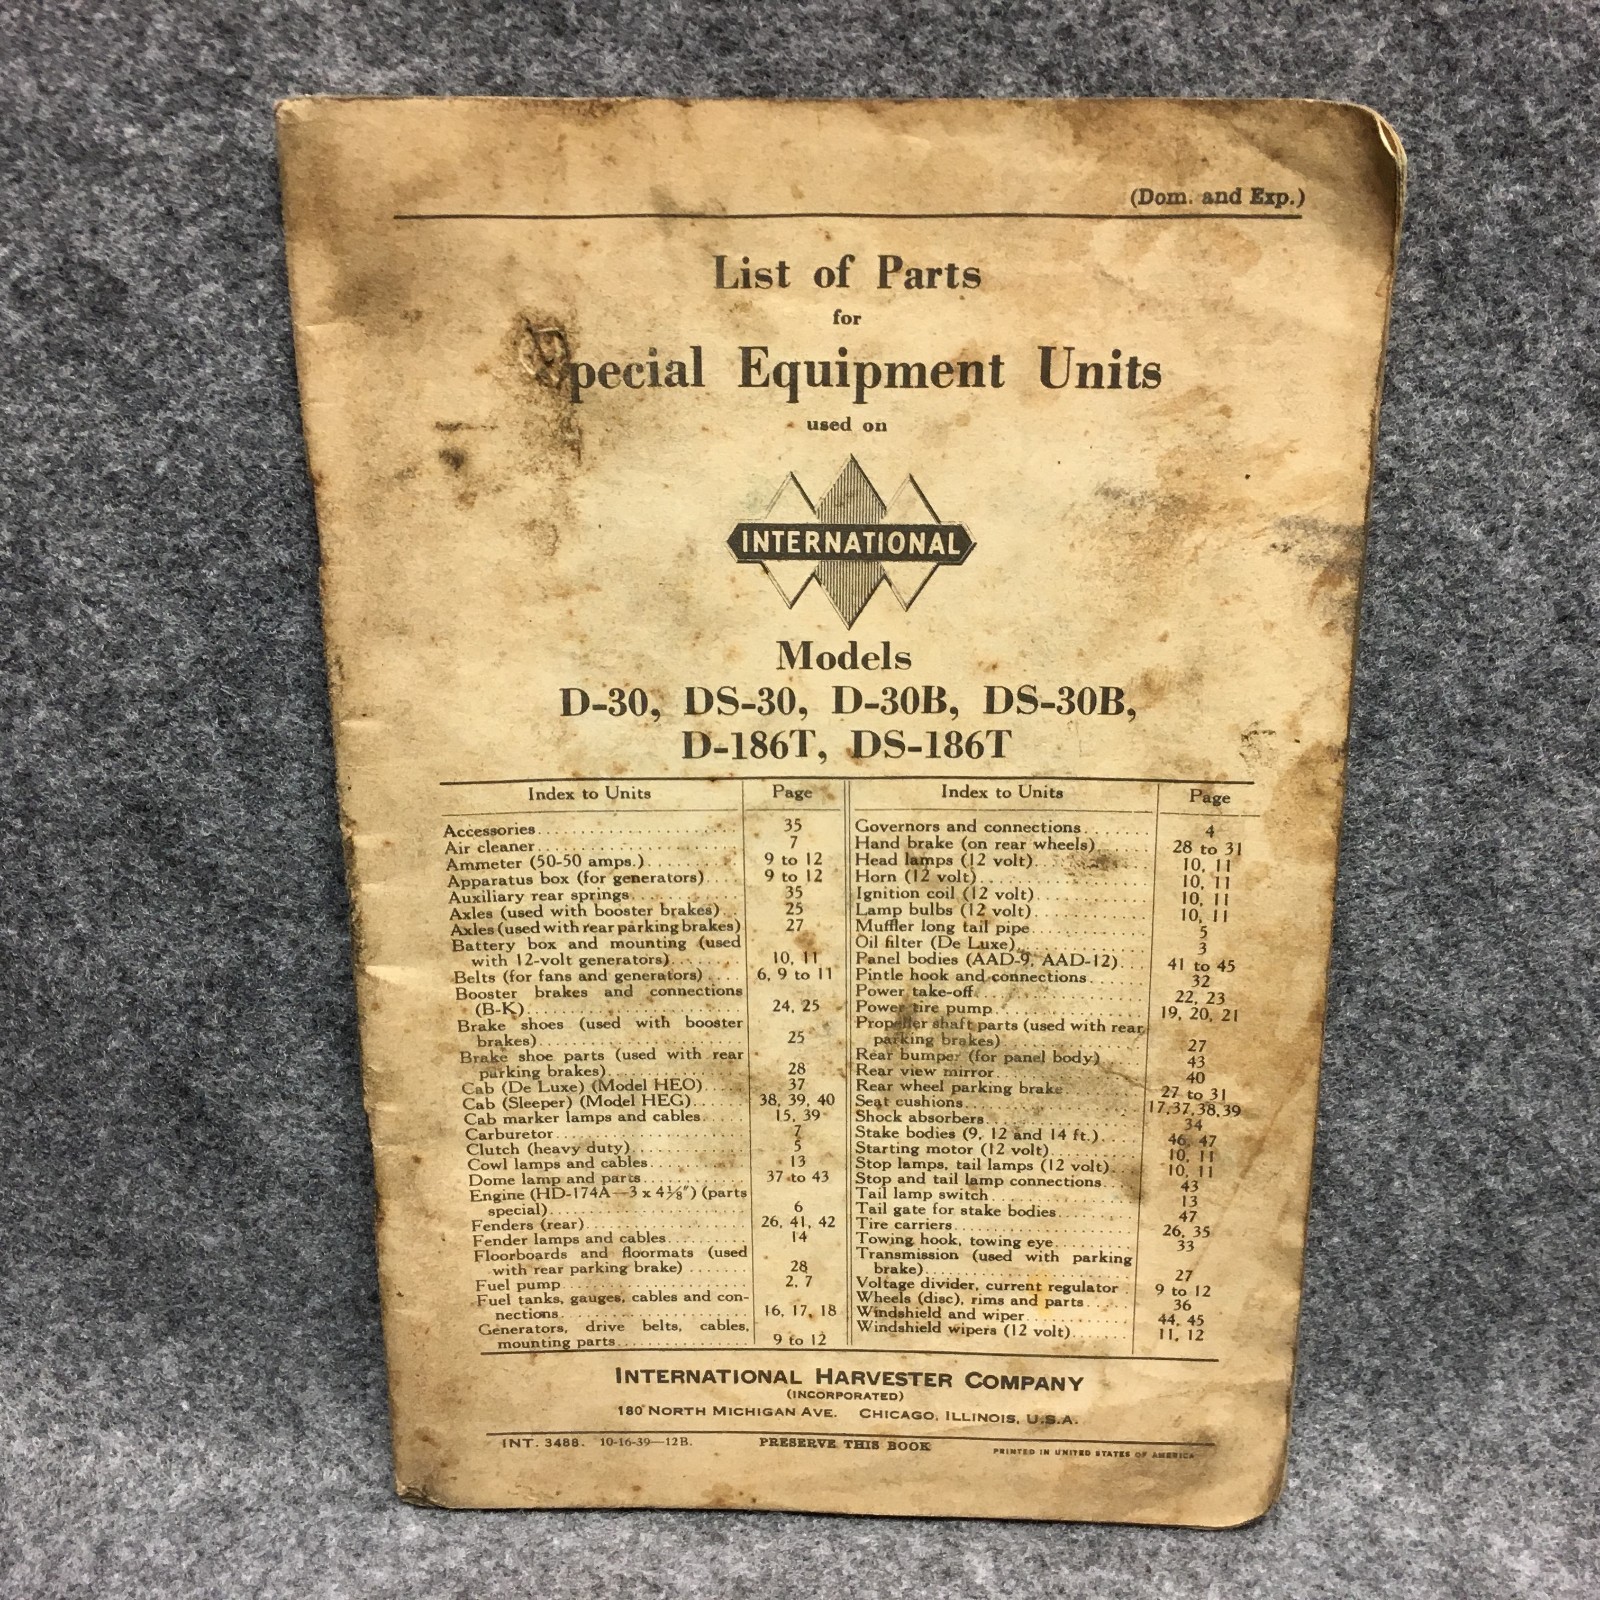 (Dom. and Exp.)
List of Parts
for
pecial Equipment Units
used on
INTERNATIONAL
Models
D-30, DS-30, D-30B, DS-30B,
D-186T, DS-186T
Index to Units Page
Accessories 35
Air cleaner 7
Ammeter (50-50 amps.) 9 to 12
Apparatus box (for generators) 9 to 12
Auxiliary rear springs 35
Axles (used with booster brakes) 25
Axles (used with rear parking brakes) 27
Battery box and mounting (used
with 12-volt generators) 10, 11
Belts (for fans and generators) 6, 9 to 11
Booster brakes and connections
(B-K) 24, 25
Brake shoes (used with booster
brakes) 25
Brake shoe parts (used with rear
parking brakes) 28
Cab (De Luxe) (Model HEO) 37
Cab (Sleeper) (Model HEG) 38, 39, 40
Cab marker lamps and cables 15, 39
Carburetor 7
Clutch (heavy duty) 5
Cowl lamps and cables 13
Dome lamp and parts 37 to 43
Engine (HD-174A—3 x 4⅛") (parts
special) 6
Fenders (rear) 26, 41, 42
Fender lamps and cables 14
Floorboards and floormats (used
with rear parking brake) 28
Fuel pump 2, 7
Fuel tanks, gauges, cables and con-
nections 16, 17, 18
Generators, drive belts, cables,
mounting parts 9 to 12
Index to Units Page
Governors and connections 4
Hand brake (on rear wheels) 28 to 31
Head lamps (12 volt) 10, 11
Horn (12 volt) 10, 11
Ignition coil (12 volt) 10, 11
Lamp bulbs (12 volt) 10, 11
Muffler long tail pipe 5
Oil filter (De Luxe) 3
Panel bodies (AAD-9, AAD-12) 41 to 45
Pintle hook and connections 32
Power take-off 22, 23
Power tire pump 19, 20, 21
Propeller shaft parts (used with rear
parking brakes) 27
Rear bumper (for panel body) 43
Rear view mirror 40
Rear wheel parking brake 27 to 31
Seat cushions 17,37,38,39
Shock absorbers 34
Stake bodies (9, 12 and 14 ft.) 46, 47
Starting motor (12 volt) 10, 11
Stop lamps, tail lamps (12 volt) 10, 11
Stop and tail lamp connections 43
Tail lamp switch 13
Tail gate for stake bodies 47
Tire carriers 26, 35
Towing hook, towing eye 33
Transmission (used with parking
brake) 27
Voltage divider, current regulator 9 to 12
Wheels (disc), rims and parts 36
Windshield and wiper 44, 45
Windshield wipers (12 volt) 11, 12
INTERNATIONAL HARVESTER COMPANY
(INCORPORATED)
180 NORTH MICHIGAN AVE. CHICAGO, ILLINOIS, U.S.A.
INT. 3488. 10-16-39—12B. PRESERVE THIS BOOK PRINTED IN UNITED STATES OF AMERICA